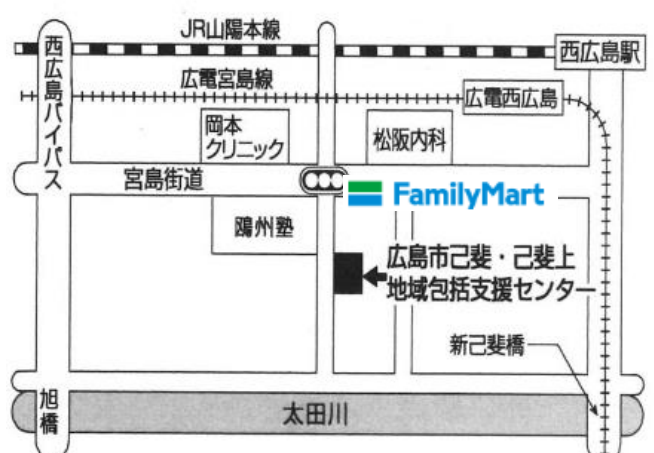 JR山陽本線
西広島駅
西広島バイパス
広電宮島線
広電西広島
岡本
クリニック
松阪内科
宮島街道
FamilyMart
鷗州塾
広島市己斐・己斐上
地域包括支援センター
新己斐橋
旭橋
太田川